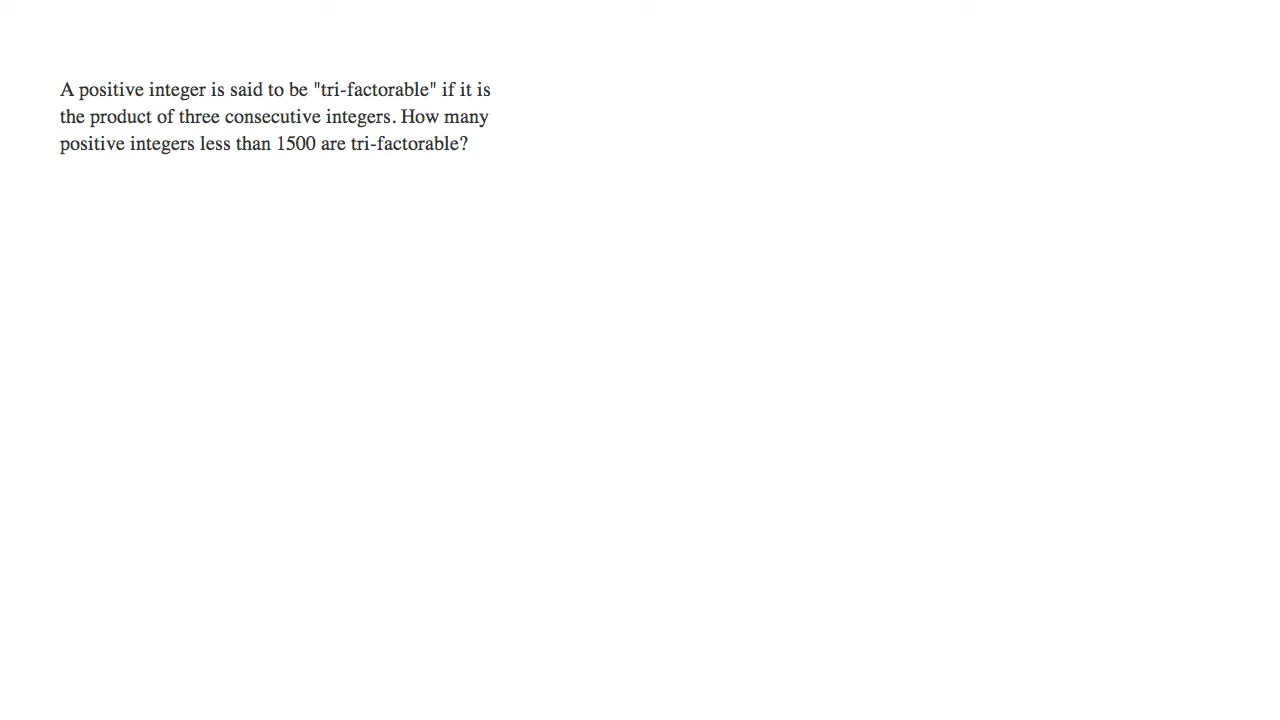 A positive integer is said to be "tri-factorable" if it is
the product of three consecutive integers. How many
positive integers less than 1500 are tri-factorable?